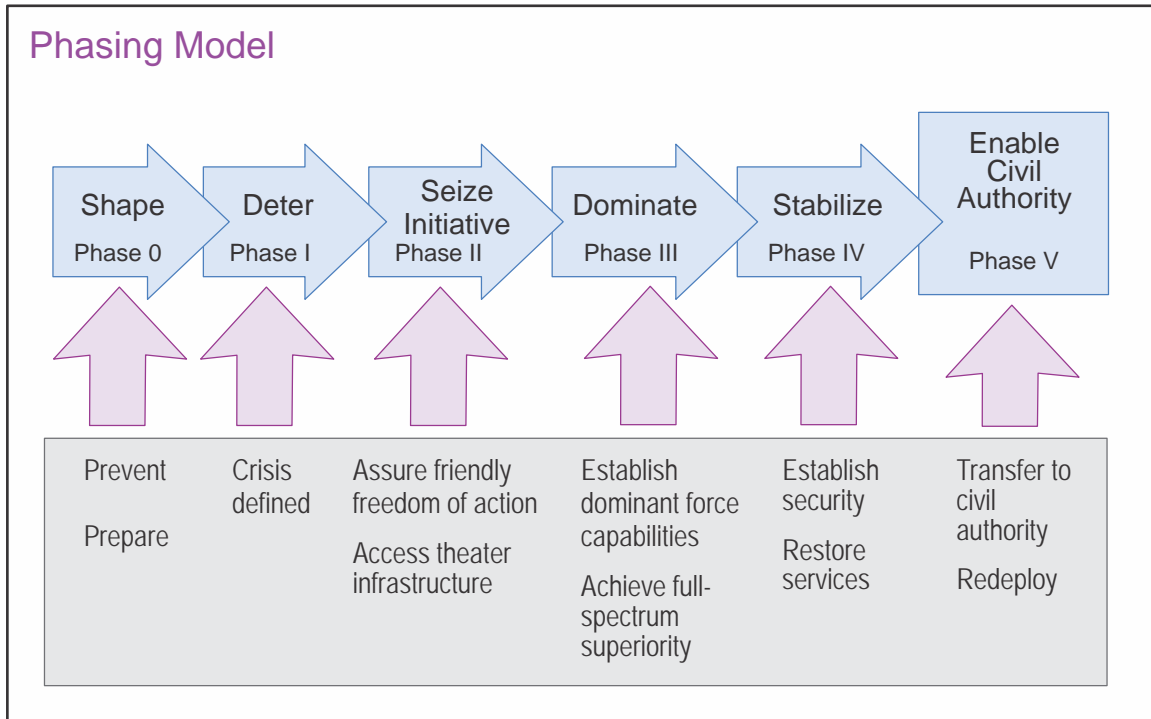 Phasing Model
Shape
Phase 0
Deter
Phase I
Seize
Initiative
Phase II
Dominate
Phase III
Stabilize
Phase IV
Enable
Civil
Authority
Phase V
Prevent
Prepare
Crisis
defined
Assure friendly
freedom of action
Access theater
infrastructure
Establish
dominant force
capabilities
Achieve full-
spectrum
superiority
Establish
security
Restore
services
Transfer to
civil
authority
Redeploy